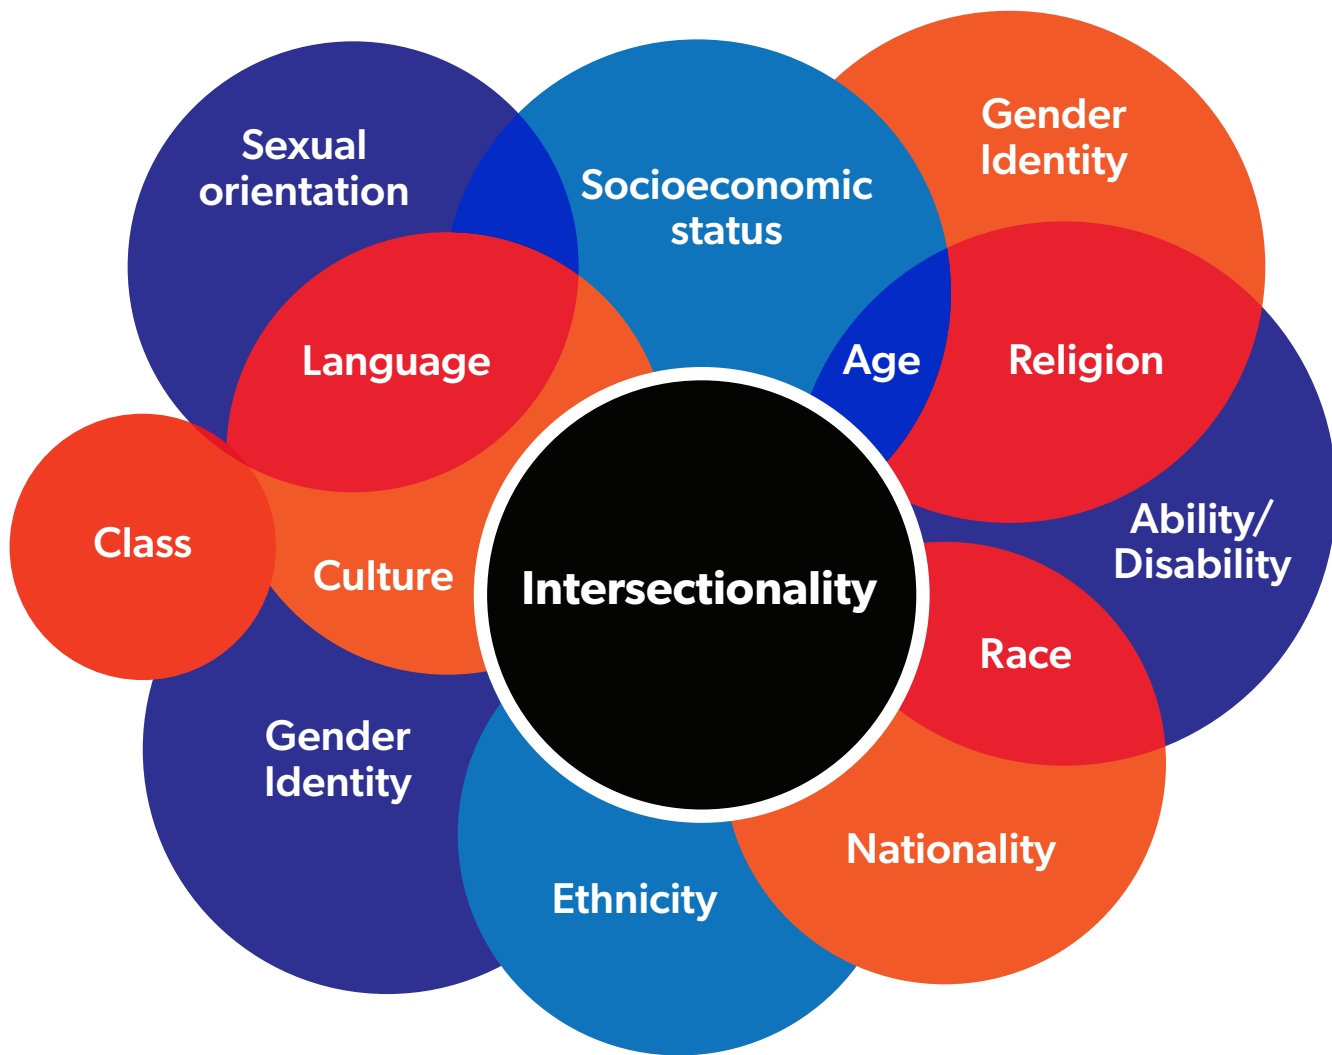 Gender
Identity
Sexual
orientation
Socioeconomic
status
Language
Age
Religion
Class
Culture
Intersectionality
Ability/
Disability
Race
Gender
Identity
Nationality
Ethnicity